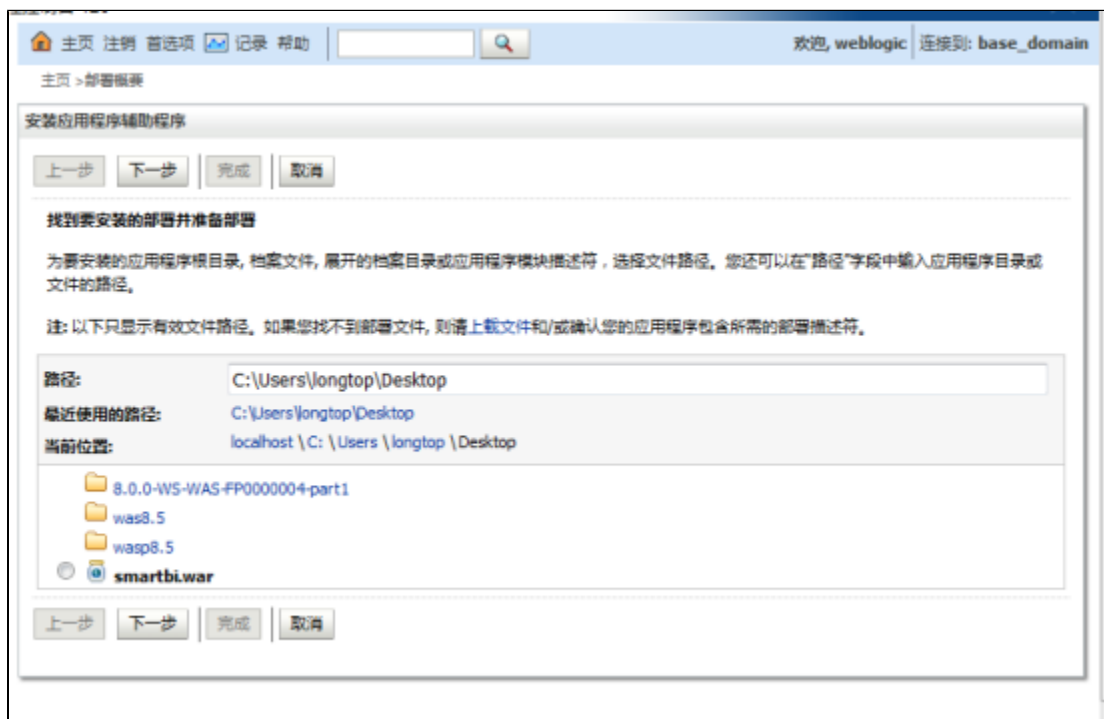 主页 注销 首选项 记录 帮助 欢迎, weblogic 连接到: base_domain
主页 >部署概要
安装应用程序辅助程序
上一步 下一步 完成 取消
找到要安装的部署并准备部署
为要安装的应用程序根目录, 档案文件, 展开的档案目录或应用程序模块描述符 , 选择文件路径。您还可以在"路径"字段中输入应用程序目录或
文件的路径。
注: 以下只显示有效文件路径。如果您找不到部署文件, 则请上载文件和/或确认您的应用程序包含所需的部署描述符。
路径: C:\Users\longtop\Desktop
最近使用的路径: C:\Users\longtop\Desktop
当前位置: localhost \ C: \ Users \ longtop \ Desktop
8.0.0-WS-WAS-FP0000004-part1
was8.5
wasp8.5
smartbi.war
上一步 下一步 完成 取消